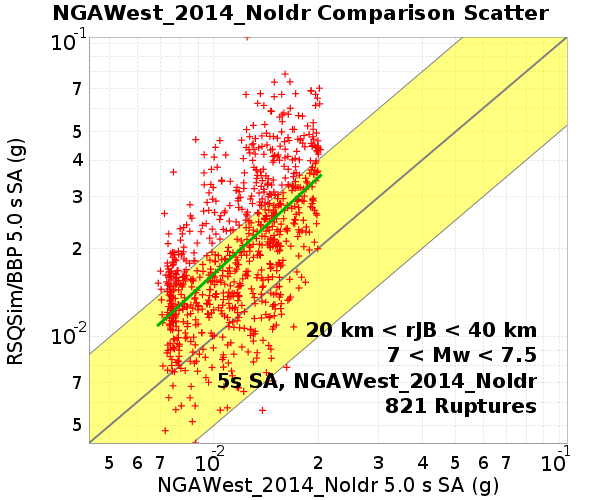 NGAWest_2014_NoIdr Comparison Scatter
10^-1
7
5
4
3
2
10^-2
7
5
RSQSim/BBP 5.0 s SA (g)
20 km < rJB < 40 km
7 < Mw < 7.5
5s SA, NGAWest_2014_NoIdr
821 Ruptures
5 6 7 10^-2 2 3 4 5 6 7 10^-1
NGAWest_2014_NoIdr 5.0 s SA (g)